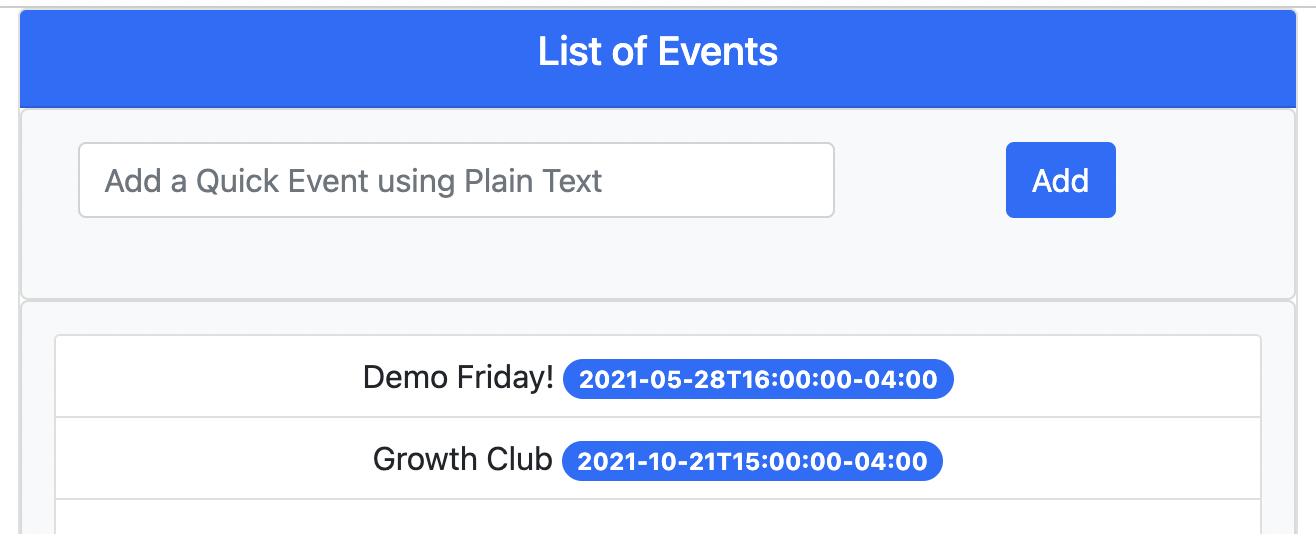 List of Events
Add a Quick Event using Plain Text
Add
Demo Friday! 2021-05-28T16:00:00-04:00
Growth Club 2021-10-21T15:00:00-04:00